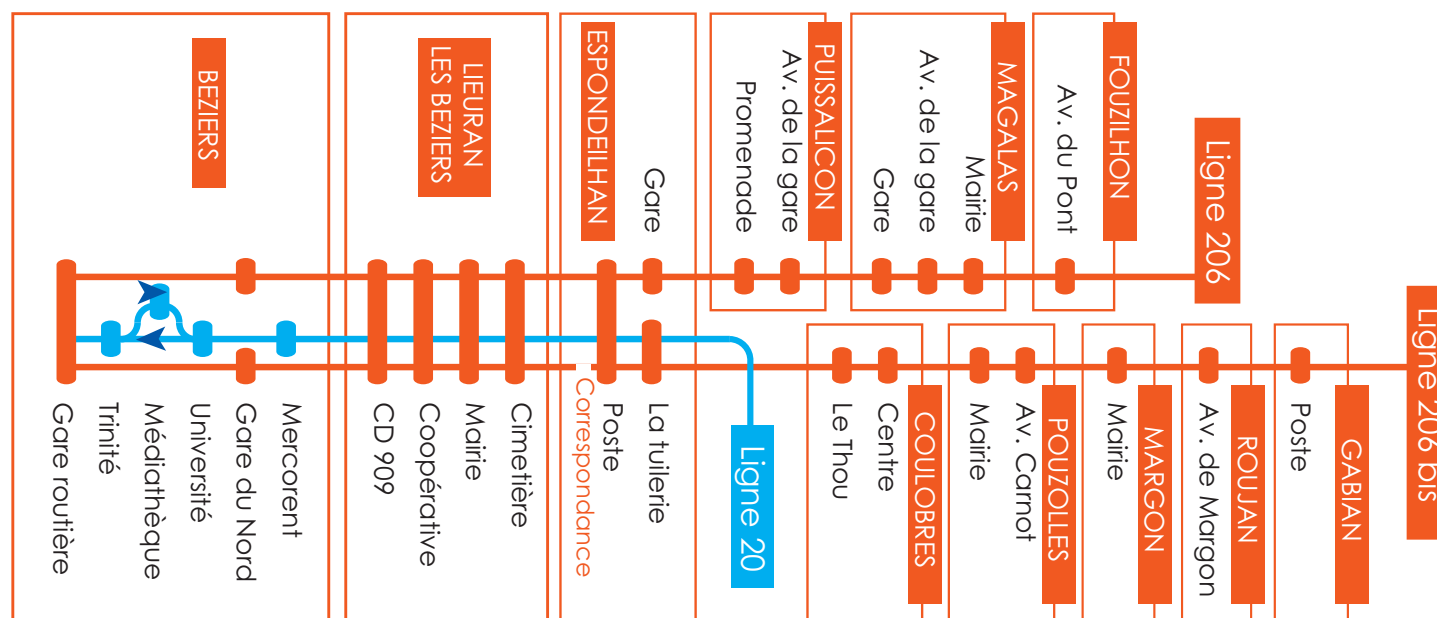 BEZIERS
LIEURAN
LES BEZIERS
ESPONDEILHAN
Gare
PUISSALICON
Promenade
Av. de la gare
MAGALAS
Gare
Av. de la gare
Mairie
FOUZILHON
Av. du Pont
Ligne 206
Ligne 206 bis
Gare routière
Trinité
Médiathèque
Université
Gare du Nord
Mercorent
CD 909
Coopérative
Mairie
Cimetière
Correspondance
Poste
La tuilerie
Ligne 20
Le Thou
Centre
COULOBRES
Mairie
Av. Carnot
POUZOLLES
Mairie
MARGON
Av. de Margon
ROUJAN
Poste
GABIAN